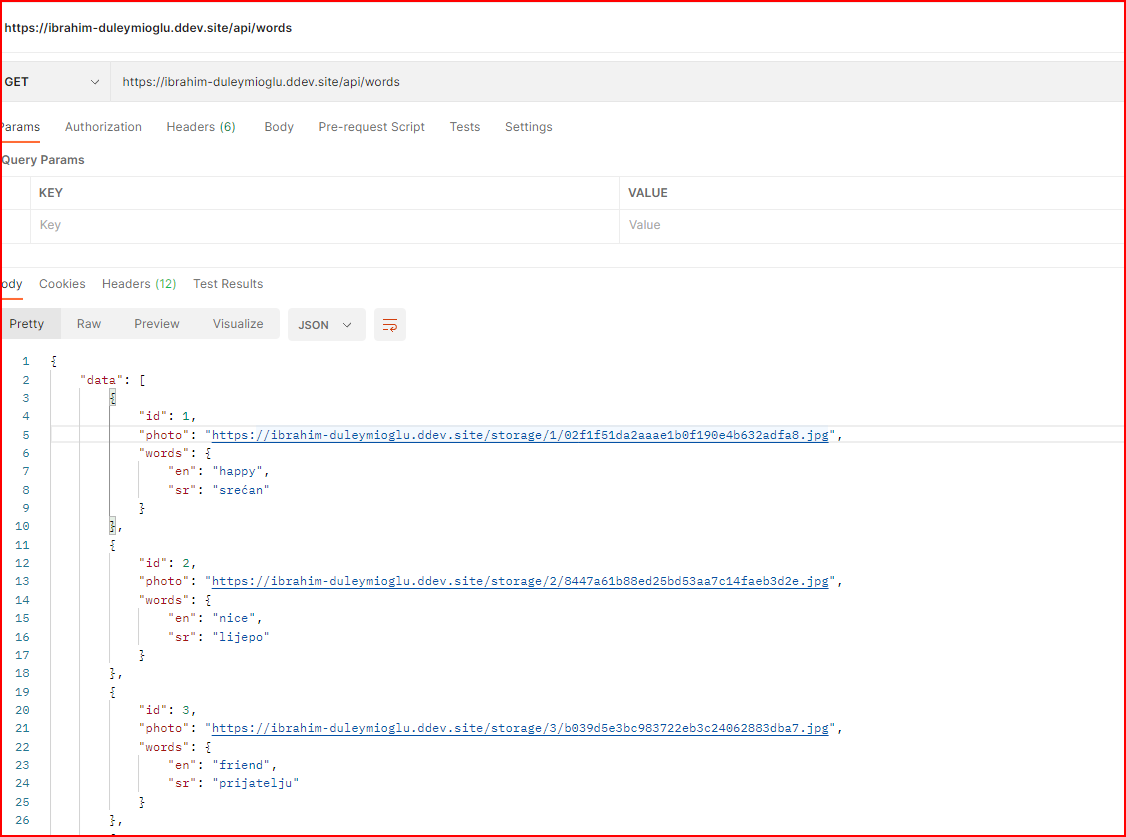 https://ibrahim-duleymioglu.ddev.site/api/words
GET https://ibrahim-duleymioglu.ddev.site/api/words
Params Authorization Headers (6) Body Pre-request Script Tests Settings
Query Params
KEY VALUE
Key Value
ody Cookies Headers (12) Test Results
Pretty Raw Preview Visualize JSON
1 {
2 "data": [
3 {
4 "id": 1,
5 "photo": "https://ibrahim-duleymioglu.ddev.site/storage/1/02f1f51da2aaae1b0f190e4b632adfa8.jpg",
6 "words": {
7 "en": "happy",
8 "sr": "srećan"
9 }
10 },
11 {
12 "id": 2,
13 "photo": "https://ibrahim-duleymioglu.ddev.site/storage/2/8447a61b88ed25bd53aa7c14faeb3d2e.jpg",
14 "words": {
15 "en": "nice",
16 "sr": "lijepo"
17 }
18 },
19 {
20 "id": 3,
21 "photo": "https://ibrahim-duleymioglu.ddev.site/storage/3/b039d5e3bc983722eb3c24062883dba7.jpg",
22 "words": {
23 "en": "friend",
24 "sr": "prijatelju"
25 }
26 },